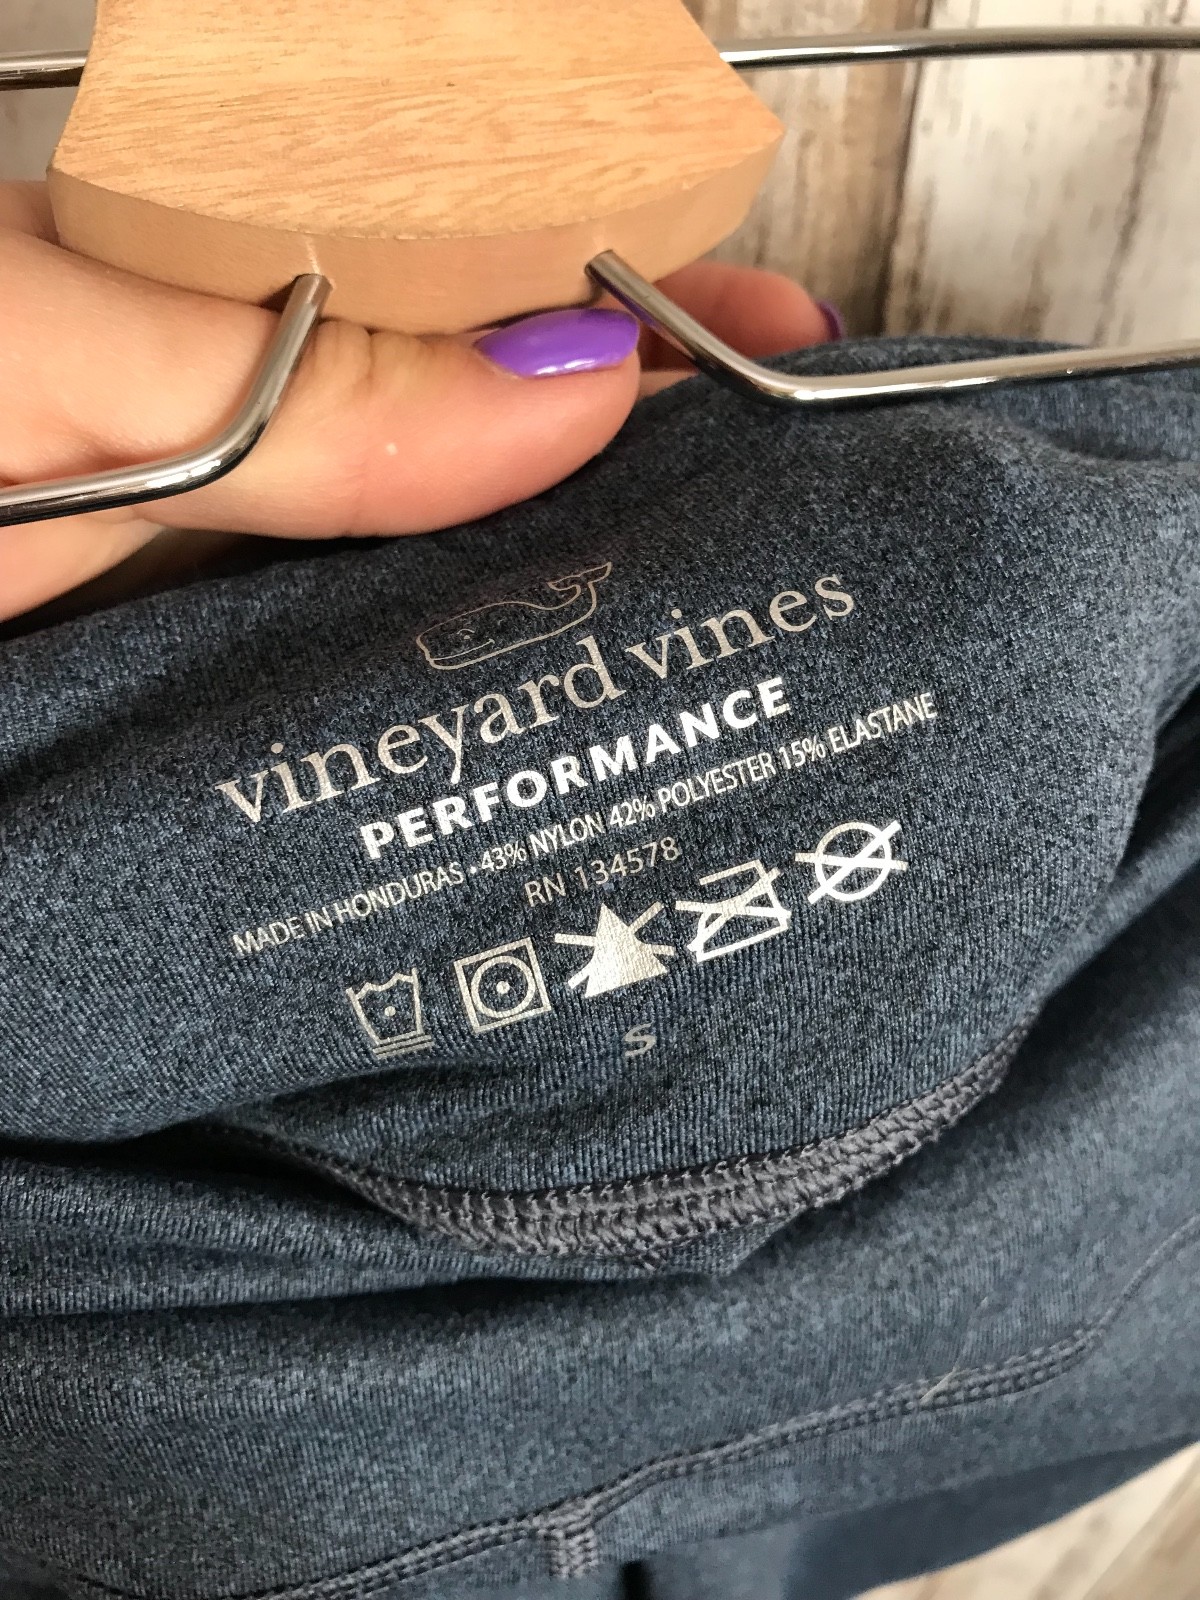 vineyard vines
PERFORMANCE
MADE IN HONDURAS • 43% NYLON 42% POLYESTER 15% ELASTANE
RN 134578
S